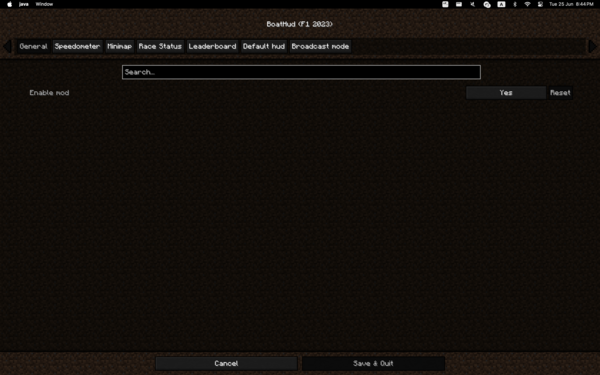 java Window Tue 25 Jun 8:44 PM
BoatHud (F1 2023)
General Speedometer Minimap Race Status Leaderboard Default hud Broadcast mode
Search...
Enable mod Yes Reset
Cancel Save & Quit